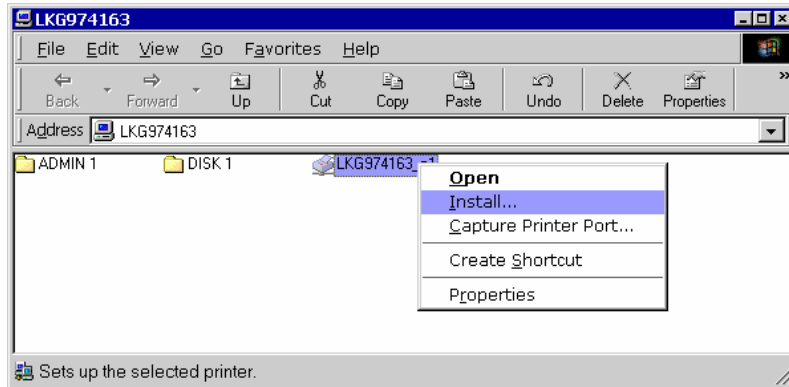 LKG974163
File Edit View Go Favorites Help
Back Forward Up Cut Copy Paste Undo Delete Properties
Address LKG974163
ADMIN 1 DISK 1 LKG974163_
Open
Install...
Capture Printer Port...
Create Shortcut
Properties
Sets up the selected printer.